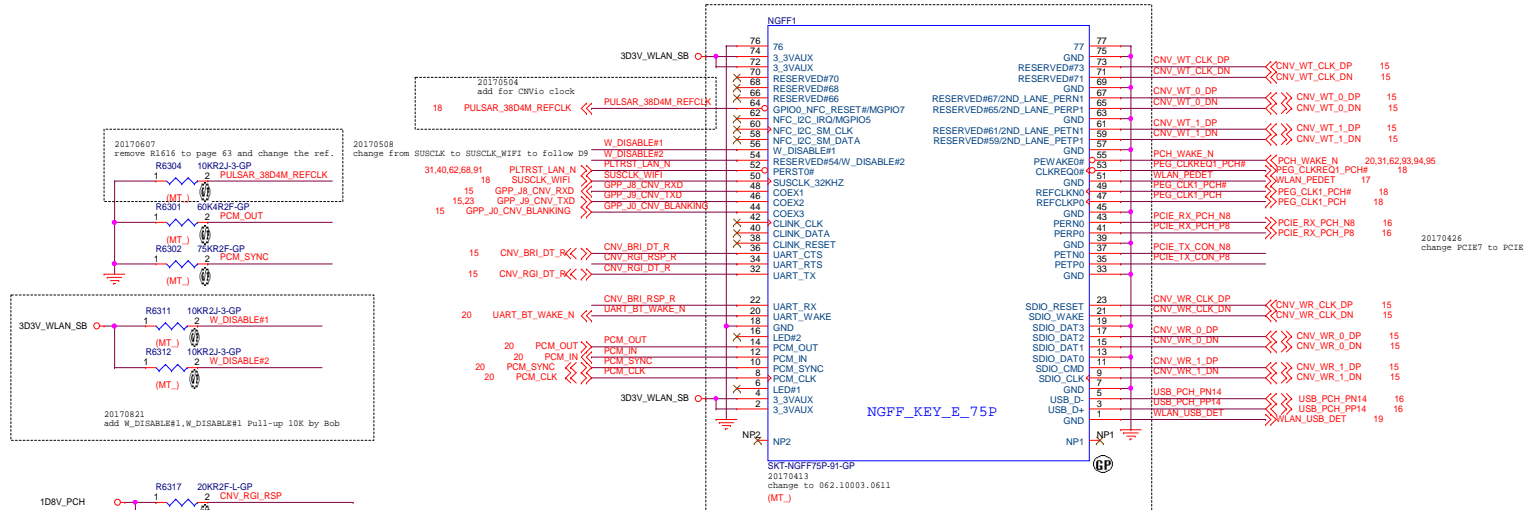 NGFF1
20170504
add for CNVio clock
18 PULSAR_38D4M_REFCLK PULSAR_38D4M_REFCLK
20170607
remove R1616 to page 63 and change the ref.
R6304 10KR2J-3-GP
1 2 PULSAR_38D4M_REFCLK
(MT_)
R6301 60K4R2F-GP
1 2 PCM_OUT
(MT_)
R6302 75KR2F-GP
1 2 PCM_SYNC
(MT_)
20170508
change from SUSCLK to SUSCLK_WIFI to follow D9
3D3V_WLAN_SB
R6311 10KR2J-3-GP
1 2 W_DISABLE#1
(MT_)
R6312 10KR2J-3-GP
1 2 W_DISABLE#2
(MT_)
20170821
add W_DISABLE#1,W_DISABLE#1 Pull-up 10K by Bob
1D8V_PCH
R6317 20KR2F-L-GP
1 2 CNV_RGI_RSP
3D3V_WLAN_SB
W_DISABLE#1
W_DISABLE#2
31,40,62,68,91 PLTRST_LAN_N PLTRST_LAN_N
18 SUSCLK_WIFI SUSCLK_WIFI
15 GPP_J8_CNV_RXD GPP_J8_CNV_RXD
15,23 GPP_J9_CNV_TXD GPP_J9_CNV_TXD
15 GPP_J0_CNV_BLANKING GPP_J0_CNV_BLANKING
15 CNV_BRI_DT_R CNV_BRI_DT_R
CNV_RGI_RSP_R
15 CNV_RGI_DT_R CNV_RGI_DT_R
CNV_BRI_RSP_R
20 UART_BT_WAKE_N UART_BT_WAKE_N
20 PCM_OUT PCM_OUT
20 PCM_IN PCM_IN
20 PCM_SYNC PCM_SYNC
20 PCM_CLK PCM_CLK
3D3V_WLAN_SB
76 76
74 3_3VAUX
72 3_3VAUX
70 RESERVED#70
68 RESERVED#68
66 RESERVED#66
64 GPIO0_NFC_RESET#/MGPIO7
62 NFC_I2C_IRQ/MGPIO5
60 NFC_I2C_SM_CLK
58 NFC_I2C_SM_DATA
56 W_DISABLE#1
54 RESERVED#54/W_DISABLE#2
52 PERST0#
50 SUSCLK_32KHZ
48 COEX1
46 COEX2
44 COEX3
42 CLINK_CLK
40 CLINK_DATA
38 CLINK_RESET
36 UART_CTS
34 UART_RTS
32 UART_TX
22 UART_RX
20 UART_WAKE
18 GND
16 LED#2
14 PCM_OUT
12 PCM_IN
10 PCM_SYNC
8 PCM_CLK
6 LED#1
4 3_3VAUX
2 3_3VAUX
NP2 NP2
77 77
GND 75
RESERVED#73 73 CNV_WT_CLK_DP CNV_WT_CLK_DP 15
RESERVED#71 71 CNV_WT_CLK_DN CNV_WT_CLK_DN 15
GND 69
RESERVED#67/2ND_LANE_PERN1 67 CNV_WT_0_DP CNV_WT_0_DP 15
RESERVED#65/2ND_LANE_PERP1 65 CNV_WT_0_DN CNV_WT_0_DN 15
GND 63
RESERVED#61/2ND_LANE_PETN1 61 CNV_WT_1_DP CNV_WT_1_DP 15
RESERVED#59/2ND_LANE_PETP1 59 CNV_WT_1_DN CNV_WT_1_DN 15
GND 57
PEWAKE0# 55 PCH_WAKE_N PCH_WAKE_N 20,31,62,93,94,95
CLKREQ0# 53 PEG_CLKREQ1_PCH# PEG_CLKREQ1_PCH# 18
GND 51 WLAN_PEDET WLAN_PEDET 17
REFCLKN0 49 PEG_CLK1_PCH# PEG_CLK1_PCH# 18
REFCLKP0 47 PEG_CLK1_PCH PEG_CLK1_PCH 18
GND 45
PERN0 43 PCIE_RX_PCH_N8 PCIE_RX_PCH_N8 16
PERP0 41 PCIE_RX_PCH_P8 PCIE_RX_PCH_P8 16
GND 39
PETN0 37 PCIE_TX_CON_N8
PETP0 35 PCIE_TX_CON_P8
GND 33
SDIO_RESET 23 CNV_WR_CLK_DP CNV_WR_CLK_DP 15
SDIO_WAKE 21 CNV_WR_CLK_DN CNV_WR_CLK_DN 15
SDIO_DAT3 19
SDIO_DAT2 17 CNV_WR_0_DP CNV_WR_0_DP 15
SDIO_DAT1 15 CNV_WR_0_DN CNV_WR_0_DN 15
SDIO_DAT0 13
SDIO_CMD 11 CNV_WR_1_DP CNV_WR_1_DP 15
SDIO_CLK 9 CNV_WR_1_DN CNV_WR_1_DN 15
GND 7
USB_D- 5 USB_PCH_PN14 USB_PCH_PN14 16
USB_D+ 3 USB_PCH_PP14 USB_PCH_PP14 16
GND 1 WLAN_USB_DET WLAN_USB_DET 19
NP1 NP1
20170426
change PCIE7 to PCIE
NGFF_KEY_E_75P
SKT-NGFF75P-91-GP
20170413
change to 062.10003.0611
(MT_)
GP